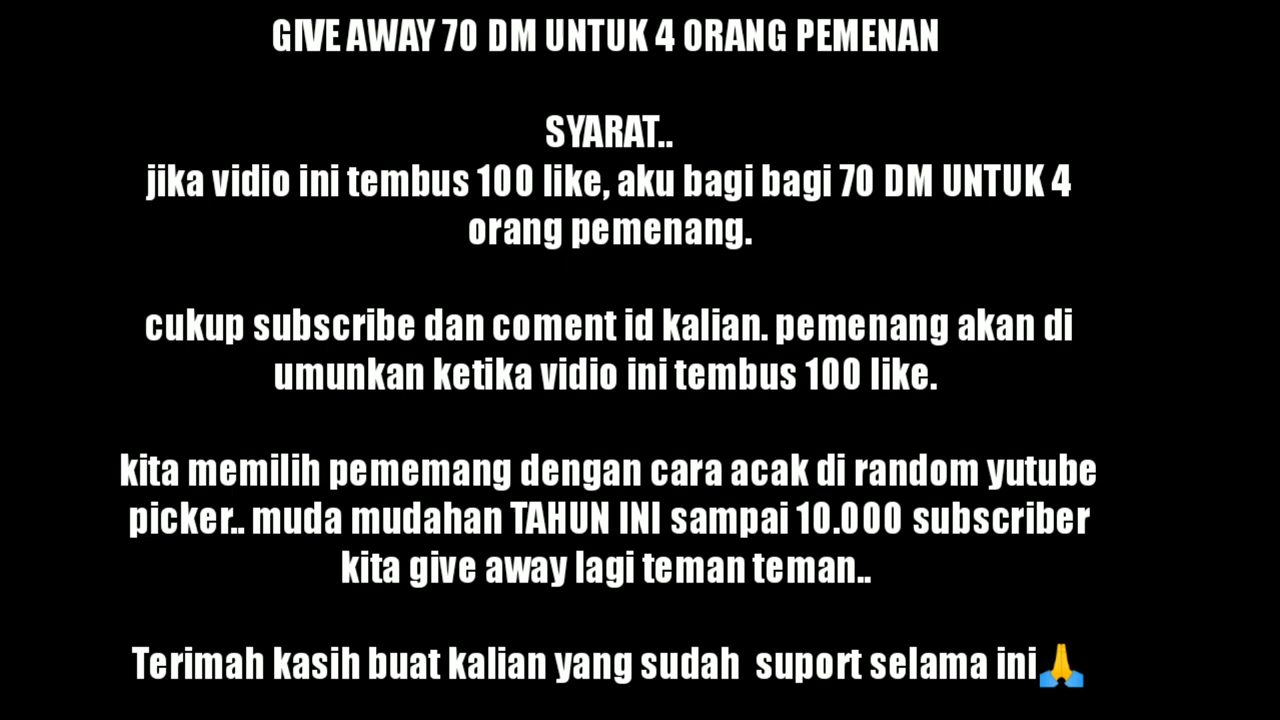 GIVE AWAY 70 DM UNTUK 4 ORANG PEMENAN
SYARAT..
jika vidio ini tembus 100 like, aku bagi bagi 70 DM UNTUK 4
orang pemenang.
cukup subscribe dan coment id kalian. pemenang akan di
umunkan ketika vidio ini tembus 100 like.
kita memilih pememang dengan cara acak di random yutube
picker.. muda mudahan TAHUN INI sampai 10.000 subscriber
kita give away lagi teman teman..
Terimah kasih buat kalian yang sudah  suport selama ini🙏